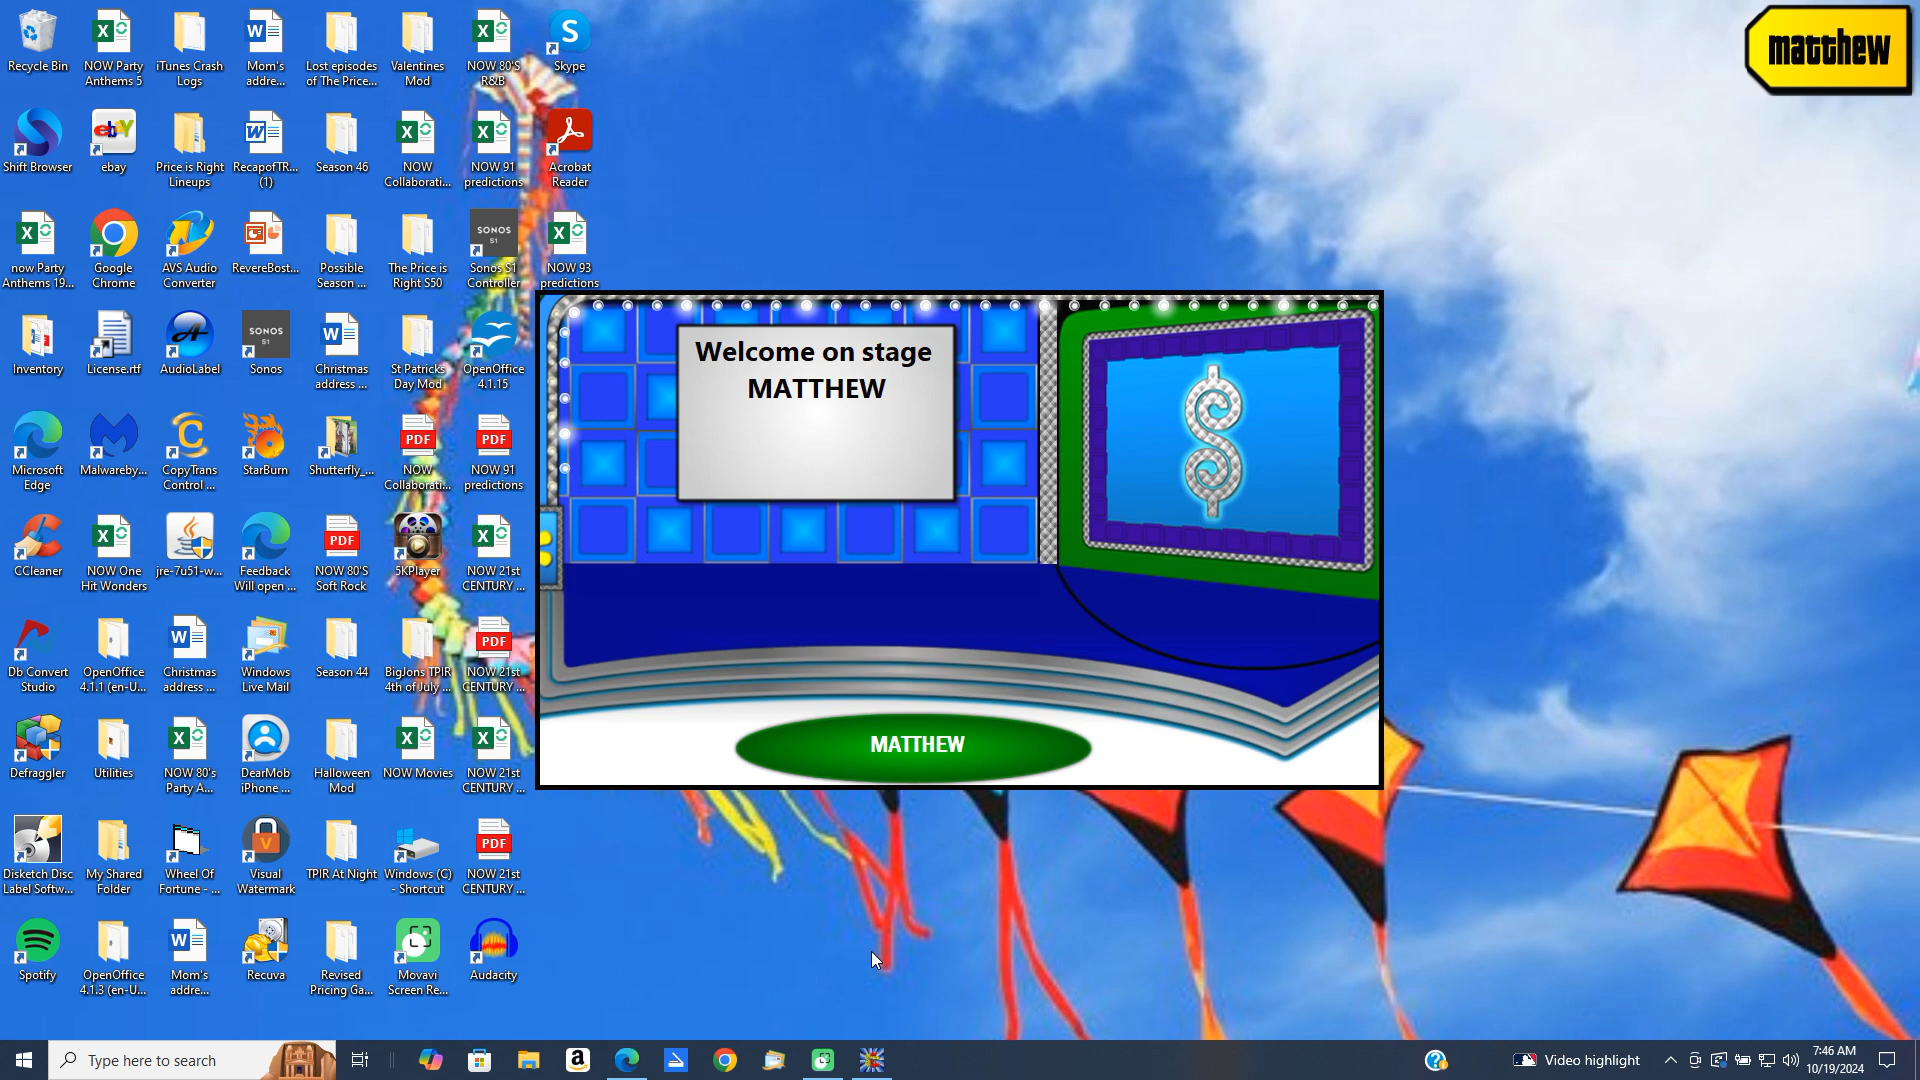 Recycle Bin
NOW Party
Anthems 5
iTunes Crash
Logs
Mom's
addre...
Lost episodes
of The Price...
Valentines
Mod
NOW 80'S
R&B
Skype
matthew
Shift Browser
ebay
ebay
Price is Right
Lineups
RecapofTR...
(1)
Season 46
NOW
Collaborati...
NOW 91
predictions
Acrobat
Reader
SONOS
S1
now Party
Anthems 19...
Google
Chrome
AVS Audio
Converter
RevereBost...
Possible
Season ...
The Price is
Right S50
Sonos S1
Controller
NOW 93
predictions
SONOS
S1
Inventory
License.rtf
AudioLabel
Sonos
Christmas
address ...
St Patricks
Day Mod
OpenOffice
4.1.15
Welcome on stage
MATTHEW
PDF
PDF
Microsoft
Edge
Malwareby...
CopyTrans
Control ...
StarBurn
Shutterfly_...
NOW
Collaborati...
NOW 91
predictions
PDF
CCleaner
NOW One
Hit Wonders
jre-7u51-w...
Feedback
Will open ...
NOW 80'S
Soft Rock
5KPlayer
NOW 21st
CENTURY ...
PDF
Db Convert
Studio
OpenOffice
4.1.1 (en-U...
Christmas
address ...
Windows
Live Mail
Season 44
BigJons TPIR
4th of July ...
NOW 21st
CENTURY ...
Defraggler
Utilities
NOW 80's
Party A...
DearMob
iPhone ...
Halloween
Mod
NOW Movies
NOW 21st
CENTURY ...
MATTHEW
PDF
Disketch Disc
Label Softw...
My Shared
Folder
Wheel Of
Fortune - ...
Visual
Watermark
TPIR At Night
Windows (C)
- Shortcut
NOW 21st
CENTURY ...
Spotify
OpenOffice
4.1.3 (en-U...
Mom's
addre...
Recuva
Revised
Pricing Ga...
Movavi
Screen Re...
Audacity
Type here to search
Video highlight
7:46 AM
10/19/2024